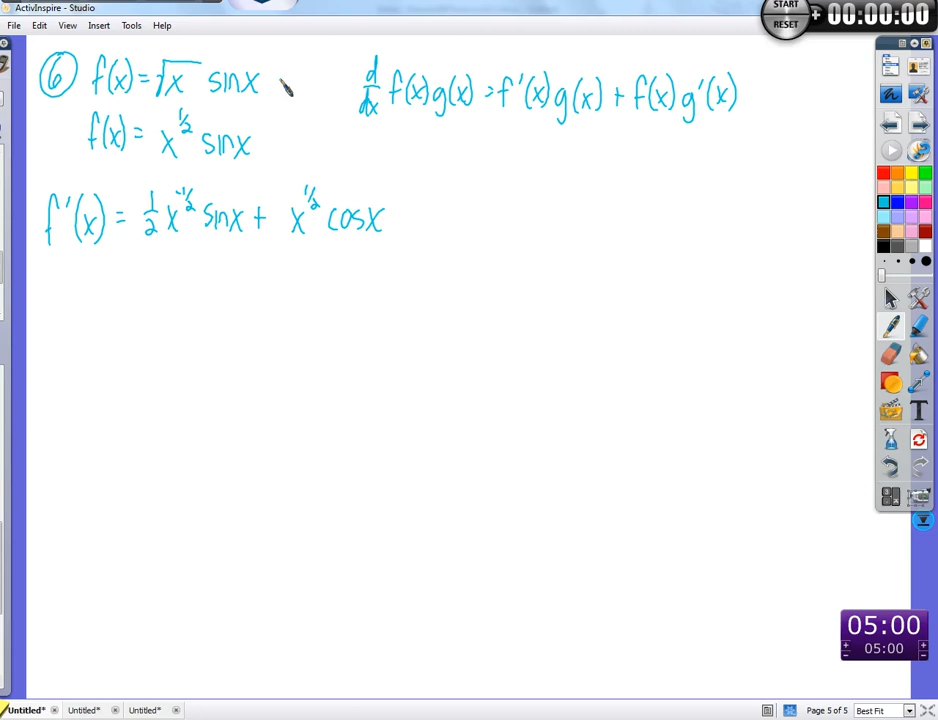 ActivInspire - Studio
START
RESET
00:00:00
File Edit View Insert Tools Help
⑥ f(x) = √x sinx
d/dx f(x)g(x) = f'(x)g(x) + f(x)g'(x)
f(x) = x^1/2 sinx
f'(x) = 1/2 x^-1/2 sinx + x^1/2 cosx
T
05:00
05:00
Untitled* Untitled* Untitled*
Page 5 of 5 Best Fit